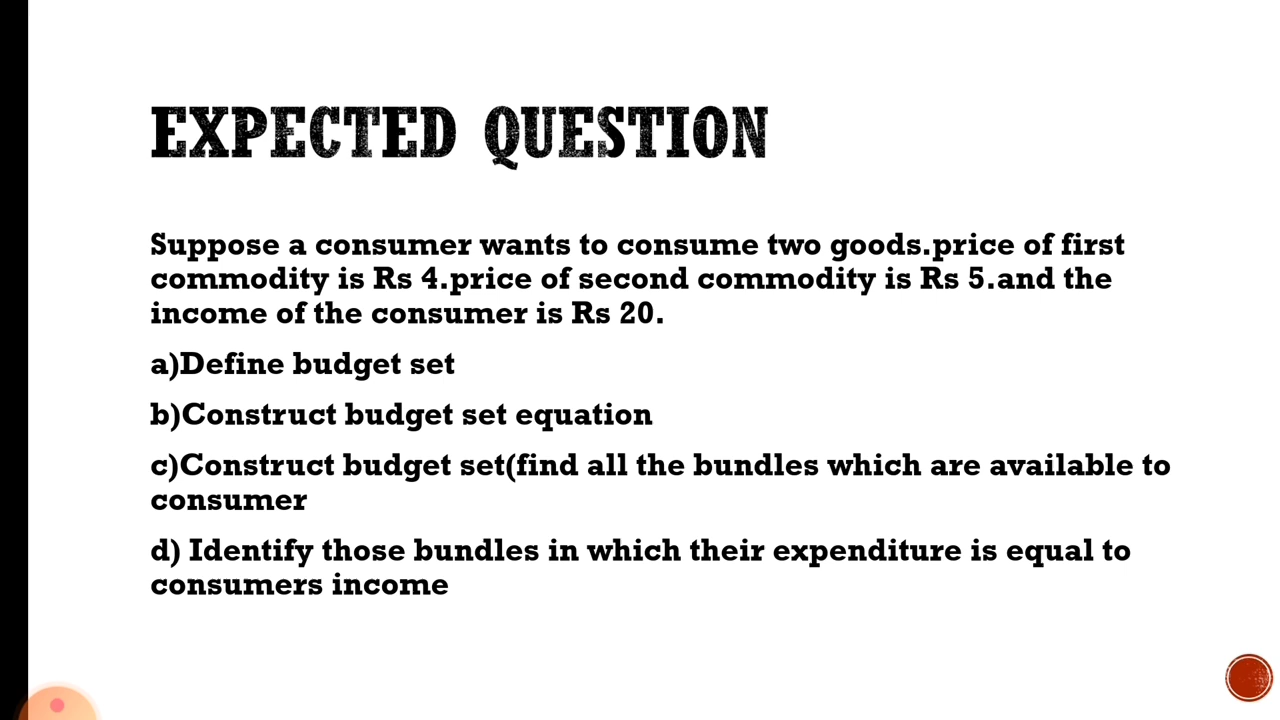 EXPECTED QUESTION
Suppose a consumer wants to consume two goods.price of first
commodity is Rs 4.price of second commodity is Rs 5.and the
income of the consumer is Rs 20.
a)Define budget set
b)Construct budget set equation
c)Construct budget set(find all the bundles which are available to
consumer
d) Identify those bundles in which their expenditure is equal to
consumers income